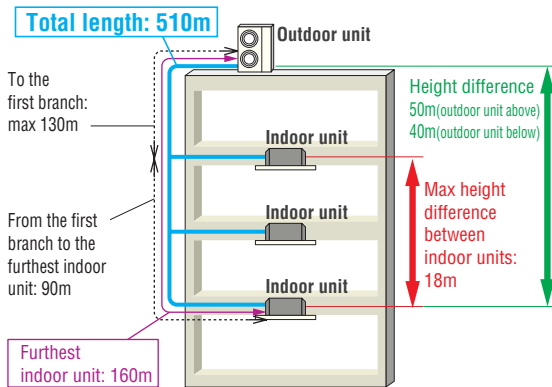 Total length: 510m
Outdoor unit
To the
first branch:
max 130m
Height difference
50m(outdoor unit above)
40m(outdoor unit below)
Indoor unit
Max height
difference
between
indoor units:
18m
From the first
branch to the
furthest indoor
unit: 90m
Indoor unit
Indoor unit
Furthest
indoor unit: 160m